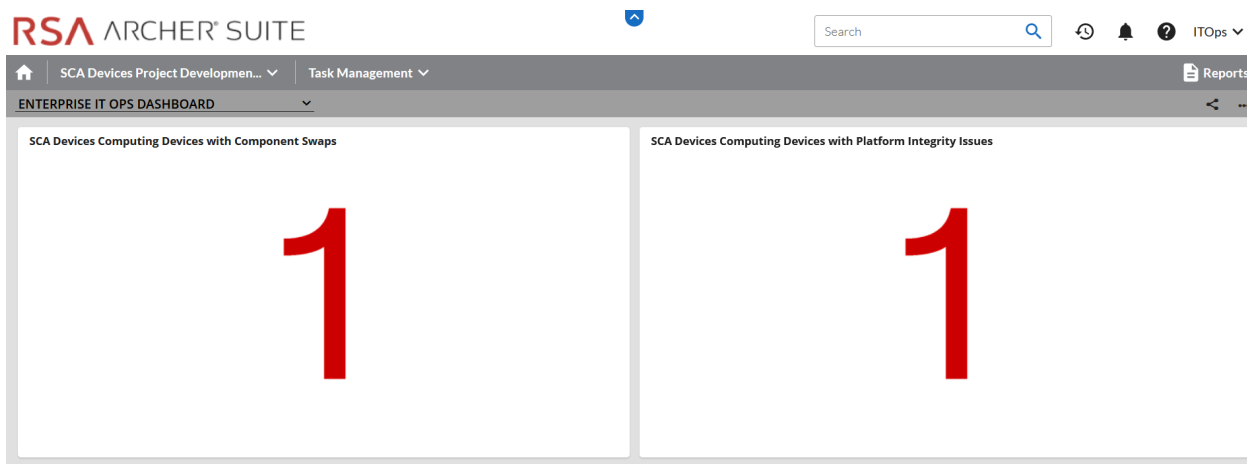 RSA ARCHER® SUITE
Search
ITOps
SCA Devices Project Developmen...
Task Management
Reports
ENTERPRISE IT OPS DASHBOARD
SCA Devices Computing Devices with Component Swaps
SCA Devices Computing Devices with Platform Integrity Issues
1
1